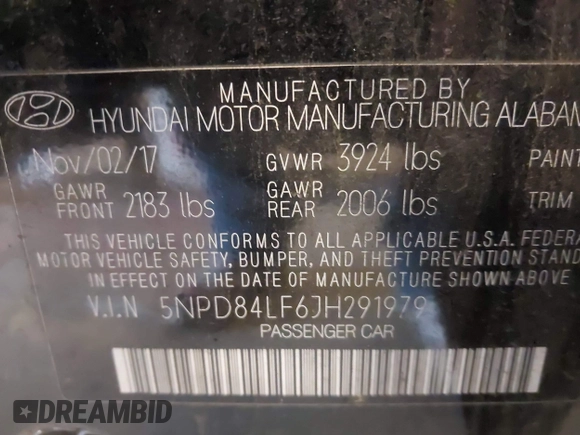 MANUFACTURED BY
HYUNDAI MOTOR MANUFACTURING ALABAM
Nov/02/17 GVWR 3924 lbs PAINT
GAWR FRONT 2183 lbs GAWR REAR 2006 lbs TRIM
THIS VEHICLE CONFORMS TO ALL APPLICABLE U.S.A. FEDERA
MOTOR VEHICLE SAFETY, BUMPER, AND THEFT PREVENTION STAND
IN EFFECT ON THE DATE OF MANUFACTURE SHOWN ABOVE.
V.I.N 5NPD84LF6JH291979
PASSENGER CAR
DREAMBID